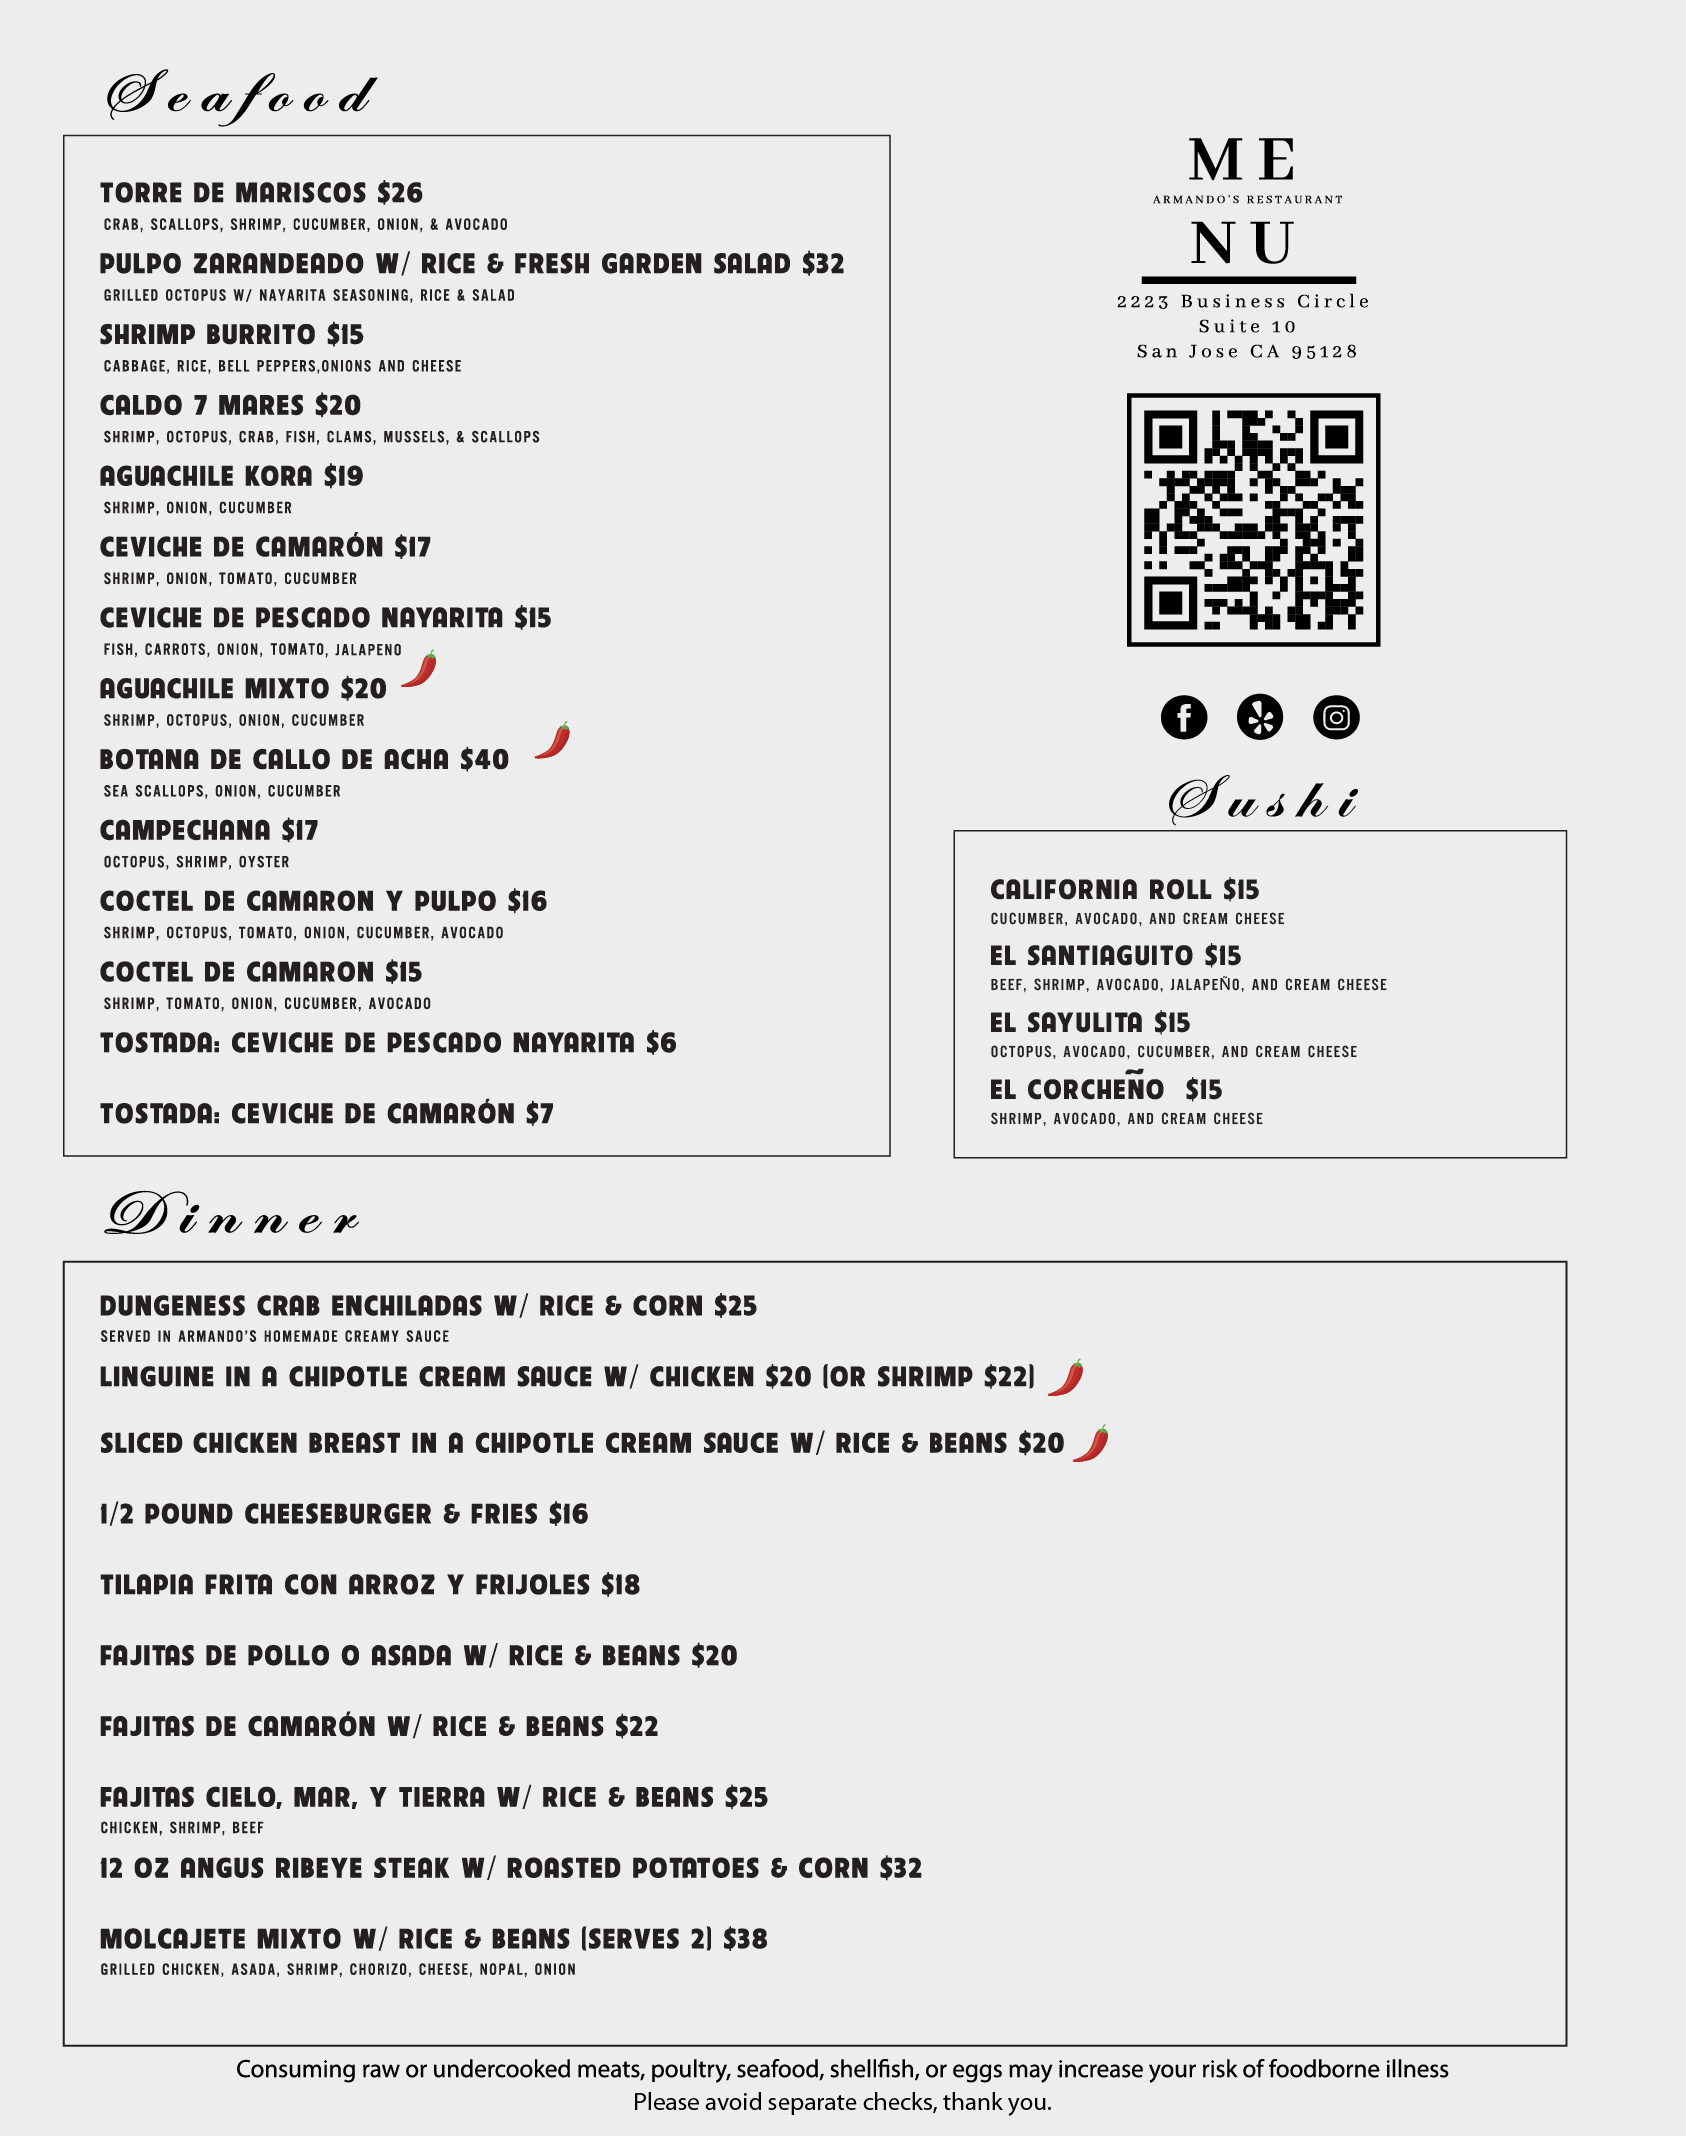 Seafood
TORRE DE MARISCOS $26
CRAB, SCALLOPS, SHRIMP, CUCUMBER, ONION, & AVOCADO
PULPO ZARANDEADO W/ RICE & FRESH GARDEN SALAD $32
GRILLED OCTOPUS W/ NAYARITA SEASONING, RICE & SALAD
SHRIMP BURRITO $15
CABBAGE, RICE, BELL PEPPERS,ONIONS AND CHEESE
CALDO 7 MARES $20
SHRIMP, OCTOPUS, CRAB, FISH, CLAMS, MUSSELS, & SCALLOPS
AGUACHILE KORA $19
SHRIMP, ONION, CUCUMBER
CEVICHE DE CAMARÓN $17
SHRIMP, ONION, TOMATO, CUCUMBER
CEVICHE DE PESCADO NAYARITA $15
FISH, CARROTS, ONION, TOMATO, JALAPENO
AGUACHILE MIXTO $20
SHRIMP, OCTOPUS, ONION, CUCUMBER
BOTANA DE CALLO DE ACHA $40
SEA SCALLOPS, ONION, CUCUMBER
CAMPECHANA $17
OCTOPUS, SHRIMP, OYSTER
COCTEL DE CAMARON Y PULPO $16
SHRIMP, OCTOPUS, TOMATO, ONION, CUCUMBER, AVOCADO
COCTEL DE CAMARON $15
SHRIMP, TOMATO, ONION, CUCUMBER, AVOCADO
TOSTADA: CEVICHE DE PESCADO NAYARITA $6
TOSTADA: CEVICHE DE CAMARÓN $7
ME
ARMANDO'S RESTAURANT
NU
2223 Business Circle
Suite 10
San Jose CA 95128
Sushi
CALIFORNIA ROLL $15
CUCUMBER, AVOCADO, AND CREAM CHEESE
EL SANTIAGUITO $15
BEEF, SHRIMP, AVOCADO, JALAPEÑO, AND CREAM CHEESE
EL SAYULITA $15
OCTOPUS, AVOCADO, CUCUMBER, AND CREAM CHEESE
EL CORCHEÑO $15
SHRIMP, AVOCADO, AND CREAM CHEESE
Dinner
DUNGENESS CRAB ENCHILADAS W/ RICE & CORN $25
SERVED IN ARMANDO'S HOMEMADE CREAMY SAUCE
LINGUINE IN A CHIPOTLE CREAM SAUCE W/ CHICKEN $20 (OR SHRIMP $22)
SLICED CHICKEN BREAST IN A CHIPOTLE CREAM SAUCE W/ RICE & BEANS $20
1/2 POUND CHEESEBURGER & FRIES $16
TILAPIA FRITA CON ARROZ Y FRIJOLES $18
FAJITAS DE POLLO O ASADA W/ RICE & BEANS $20
FAJITAS DE CAMARÓN W/ RICE & BEANS $22
FAJITAS CIELO, MAR, Y TIERRA W/ RICE & BEANS $25
CHICKEN, SHRIMP, BEEF
12 OZ ANGUS RIBEYE STEAK W/ ROASTED POTATOES & CORN $32
MOLCAJETE MIXTO W/ RICE & BEANS (SERVES 2) $38
GRILLED CHICKEN, ASADA, SHRIMP, CHORIZO, CHEESE, NOPAL, ONION
Consuming raw or undercooked meats, poultry, seafood, shellfish, or eggs may increase your risk of foodborne illness
Please avoid separate checks, thank you.